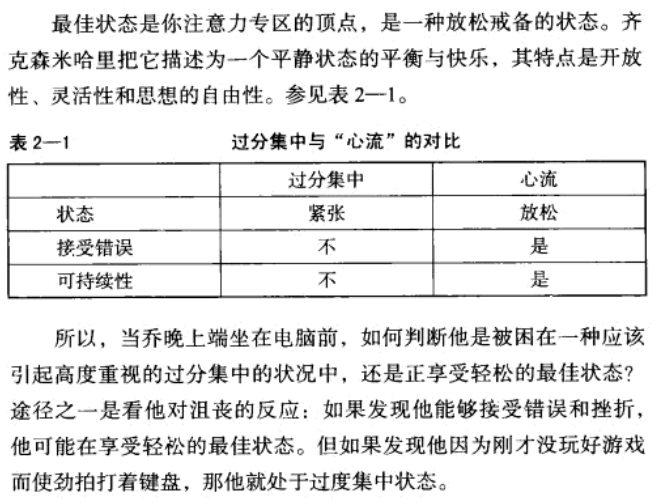 最佳状态是你注意力专区的顶点，是一种放松戒备的状态。齐
克森米哈里把它描述为一个平静状态的平衡与快乐，其特点是开放
性、灵活性和思想的自由性。参见表 2—1。
表 2—1 过分集中与“心流”的对比
过分集中 心流
状态 紧张 放松
接受错误 不 是
可持续性 不 是
所以，当乔晚上端坐在电脑前，如何判断他是被困在一种应该
引起高度重视的过分集中的状况中，还是正享受轻松的最佳状态？
途径之一是看他对沮丧的反应：如果发现他能够接受错误和挫折，
他可能在享受轻松的最佳状态。但如果发现他因为刚才没玩好游戏
而使劲拍打着键盘，那他就处于过度集中状态。